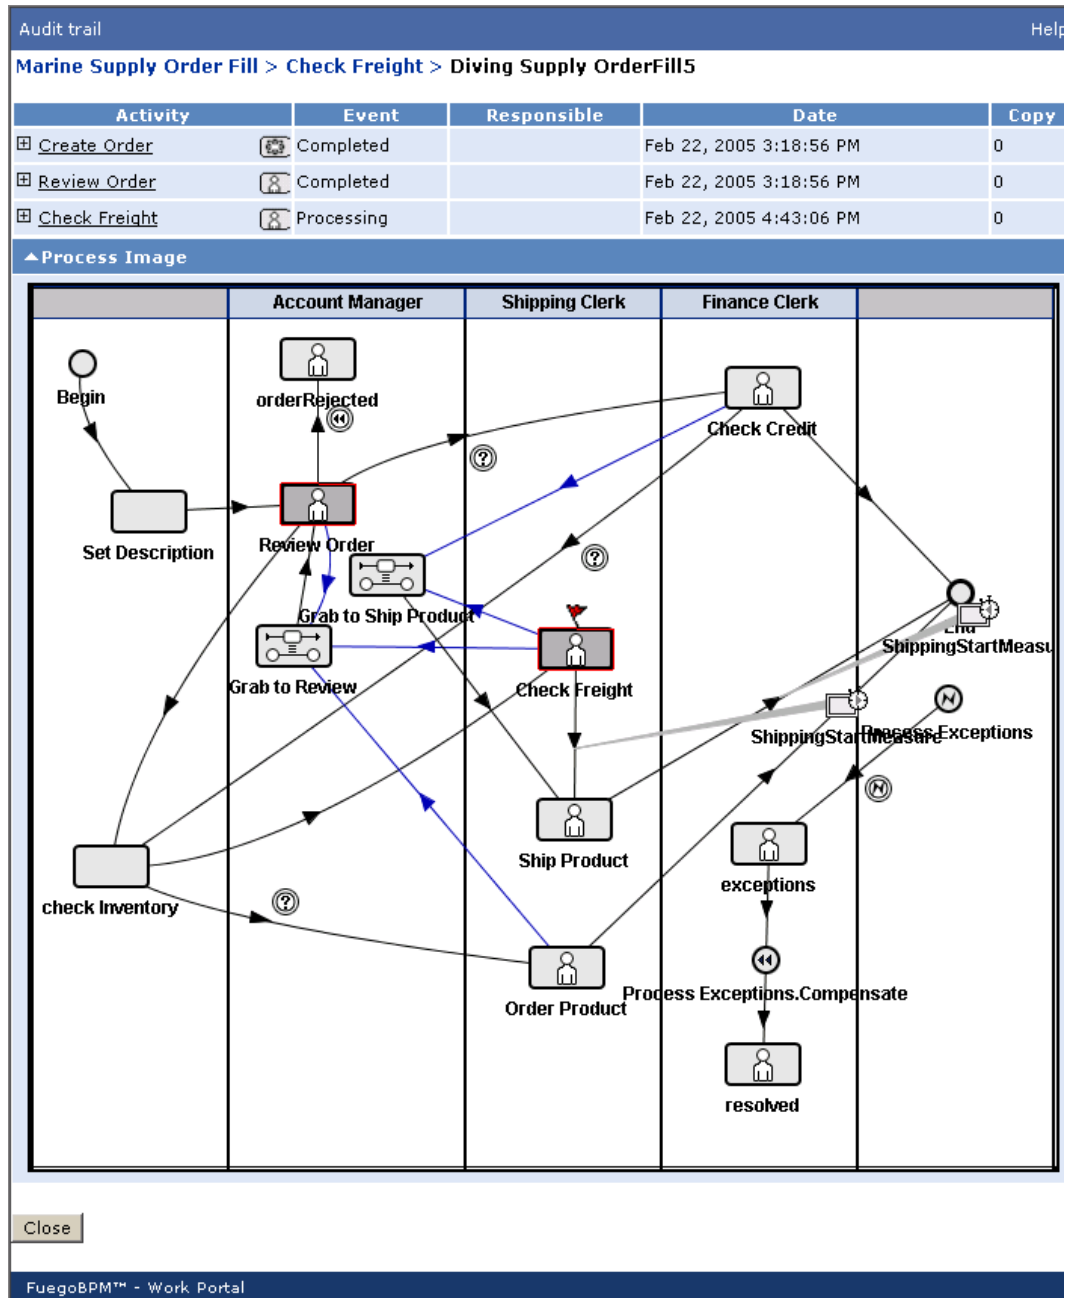 Audit trail Help
Marine Supply Order Fill > Check Freight > Diving Supply OrderFill5
Activity Event Responsible Date Copy
Create Order Completed Feb 22, 2005 3:18:56 PM 0
Review Order Completed Feb 22, 2005 3:18:56 PM 0
Check Freight Processing Feb 22, 2005 4:43:06 PM 0
Process Image
Account Manager Shipping Clerk Finance Clerk
Begin
orderRejected
Check Credit
?
Set Description
Review Order
?
Grab to Ship Product
End
ShippingStartMeasu
Grab to Review
Check Freight
Process Exceptions
ShippingStartMeasure
Ship Product
exceptions
check Inventory
?
Process Exceptions.Compensate
Order Product
resolved
Close
FuegoBPM™ - Work Portal